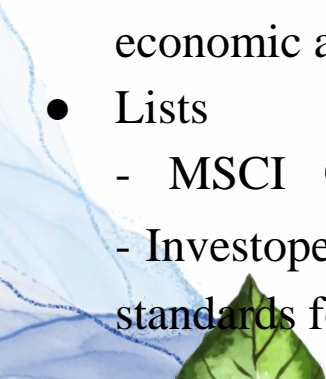 economic a
● Lists
- MSCI
- Investope
standards f